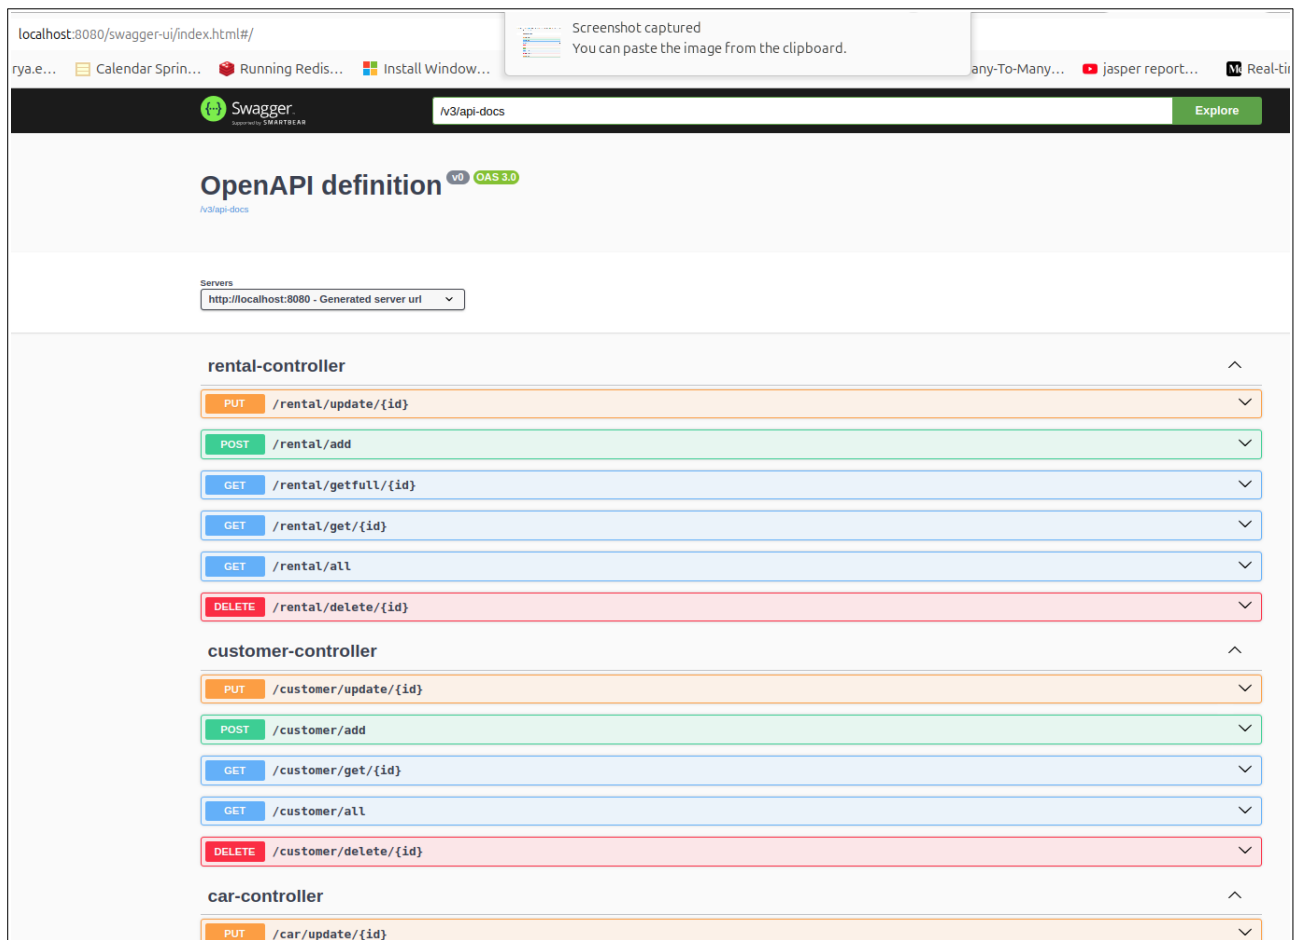 Screenshot captured
You can paste the image from the clipboard.
localhost:8080/swagger-ui/index.html#/
rya.e... Calendar Sprin... Running Redis... Install Window... any-To-Many... jasper report... Real-ti
Swagger
Supported by SMARTBEAR
/v3/api-docs
Explore
OpenAPI definition v0 OAS 3.0
/v3/api-docs
Servers
http://localhost:8080 - Generated server url
rental-controller
PUT /rental/update/{id}
POST /rental/add
GET /rental/getfull/{id}
GET /rental/get/{id}
GET /rental/all
DELETE /rental/delete/{id}
customer-controller
PUT /customer/update/{id}
POST /customer/add
GET /customer/get/{id}
GET /customer/all
DELETE /customer/delete/{id}
car-controller
PUT /car/update/{id}